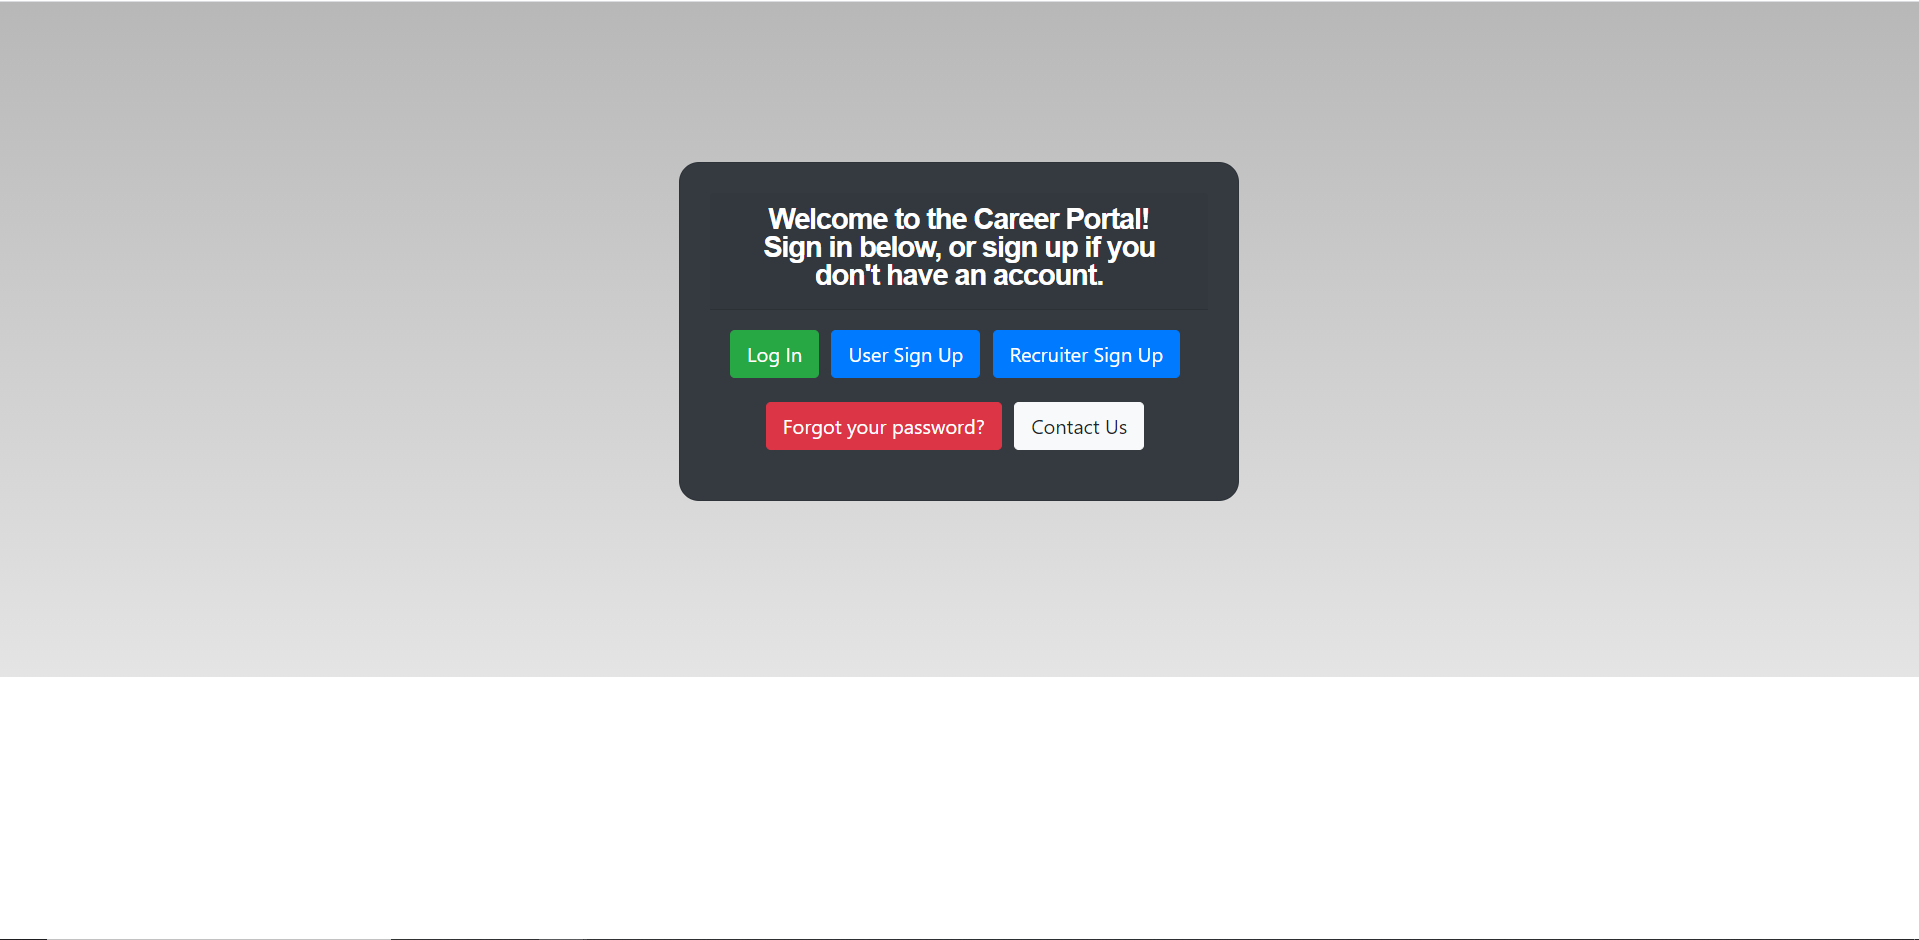 Welcome to the Career Portal!
Sign in below, or sign up if you
don't have an account.
Log In User Sign Up Recruiter Sign Up
Forgot your password? Contact Us